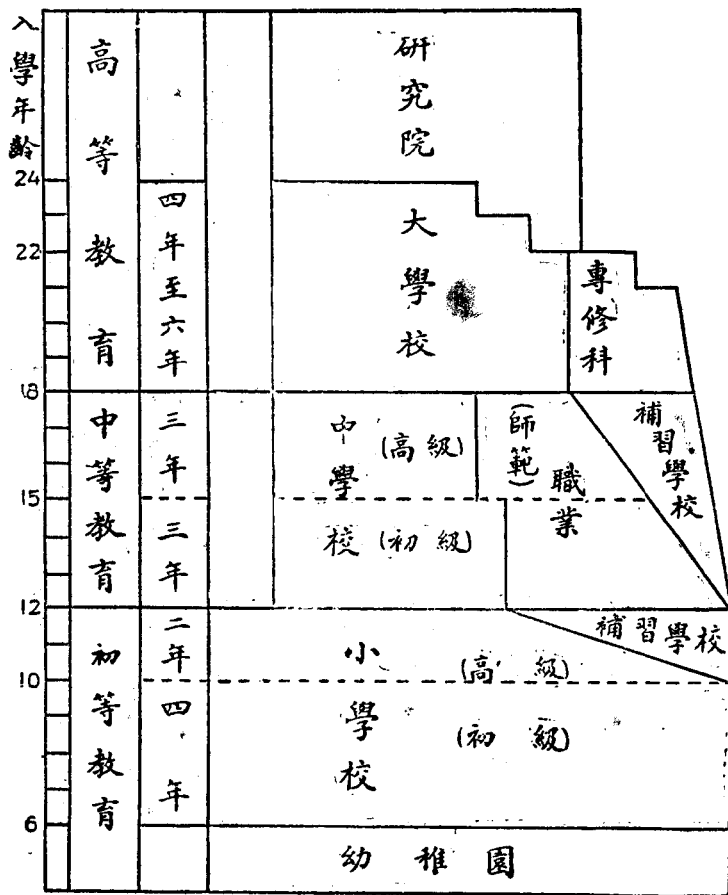 入學年齡
24
22
18
15
12
10
6
高等教育
中等教育
初等教育
四年至六年
三年
三年
二年
四年
研究院
大學校
專修科
中學校
(高級)
(初級)
(師範)
職業
補習學校
補習學校
小學校
(高級)
(初級)
幼稚園